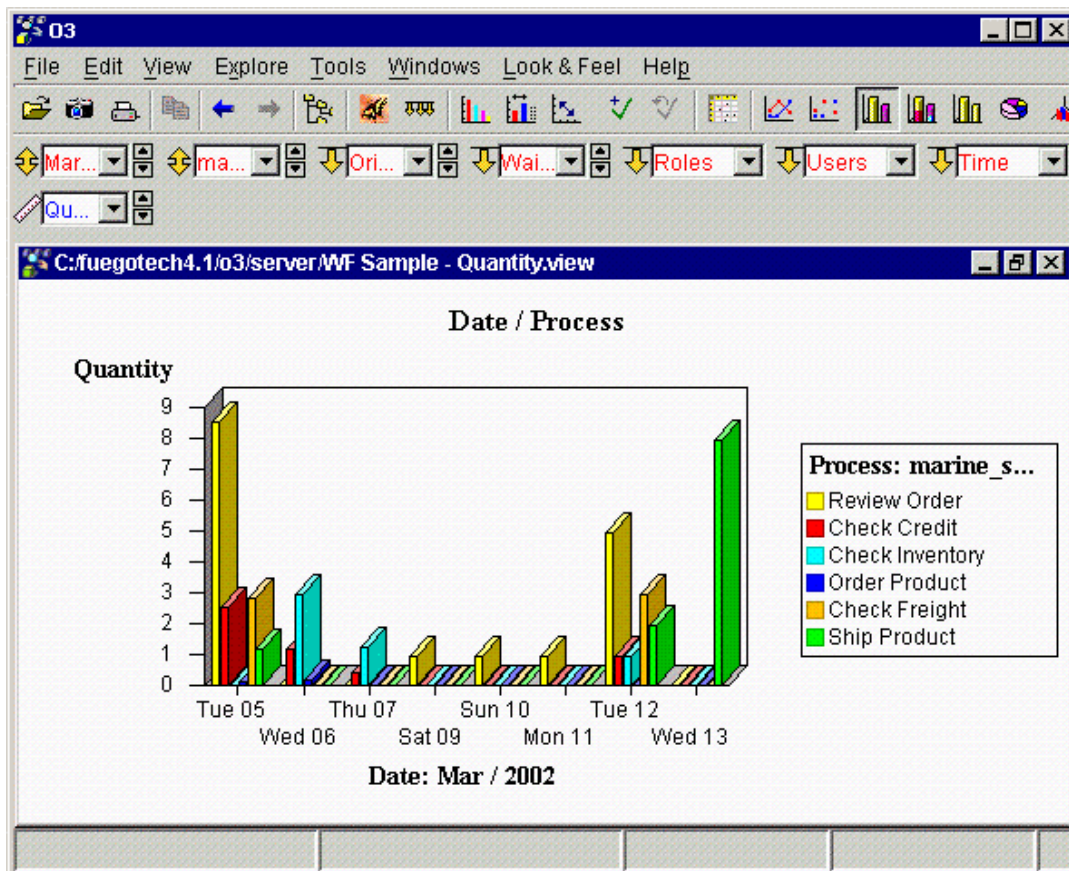 O3
File Edit View Explore Tools Windows Look & Feel Help
Mar... ma... Ori... Wai... Roles Users Time
Qu...
C:/fuegotech4.1/o3/server/WF Sample - Quantity.view
Date / Process
Quantity
9
8
7
6
5
4
3
2
1
0
Tue 05 Thu 07 Sun 10 Tue 12
Wed 06 Sat 09 Mon 11 Wed 13
Date: Mar / 2002
Process: marine_s...
Review Order
Check Credit
Check Inventory
Order Product
Check Freight
Ship Product